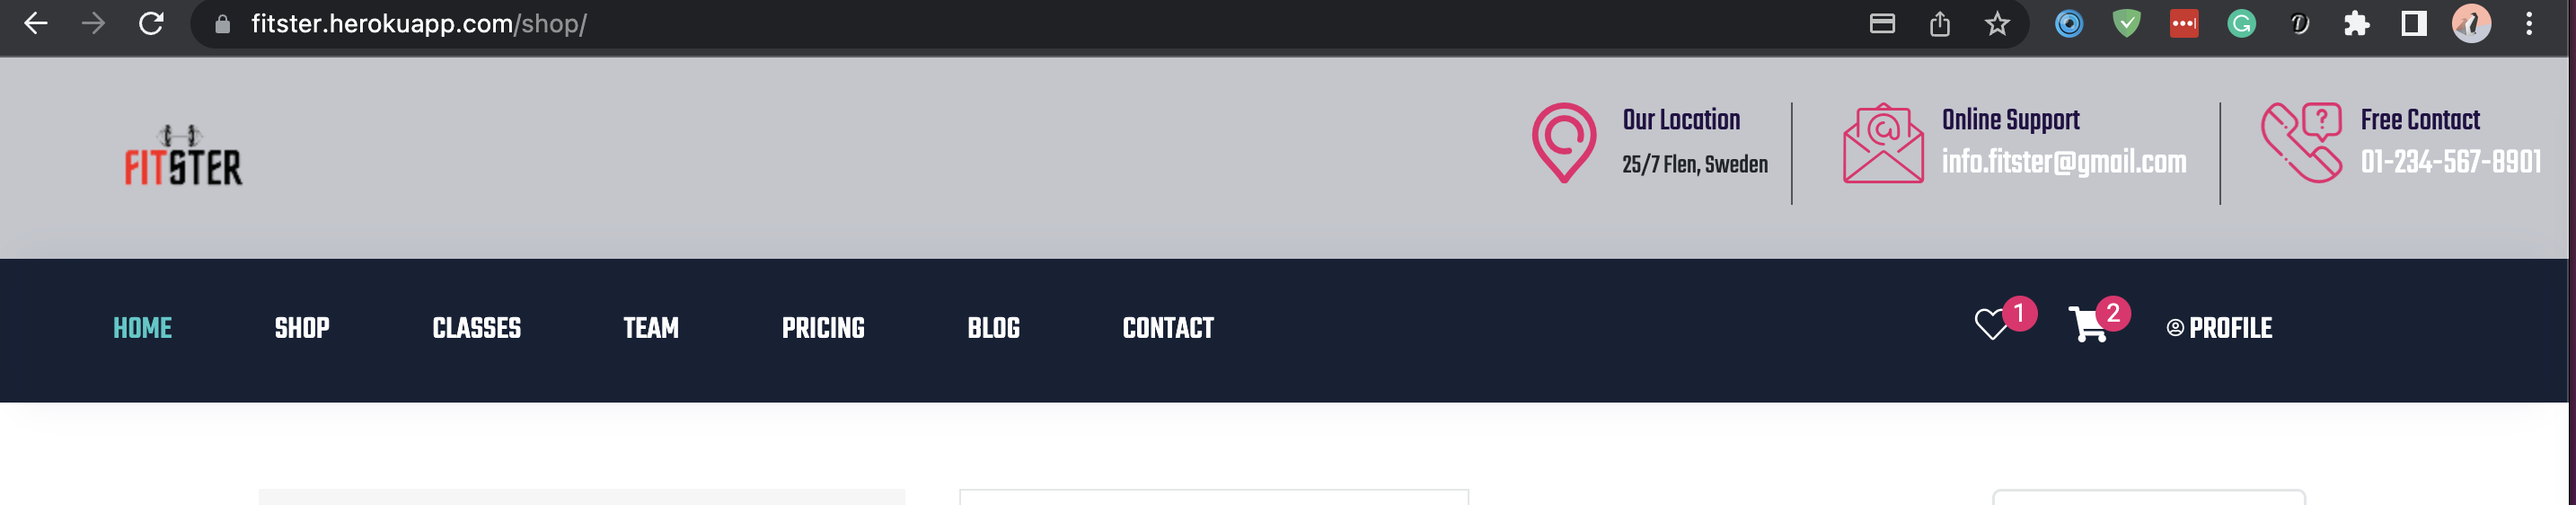 fitster.herokuapp.com/shop/
FITSTER
Our Location
25/7 Flen, Sweden
Online Support
info.fitster@gmail.com
Free Contact
01-234-567-8901
HOME SHOP CLASSES TEAM PRICING BLOG CONTACT 1 2 PROFILE